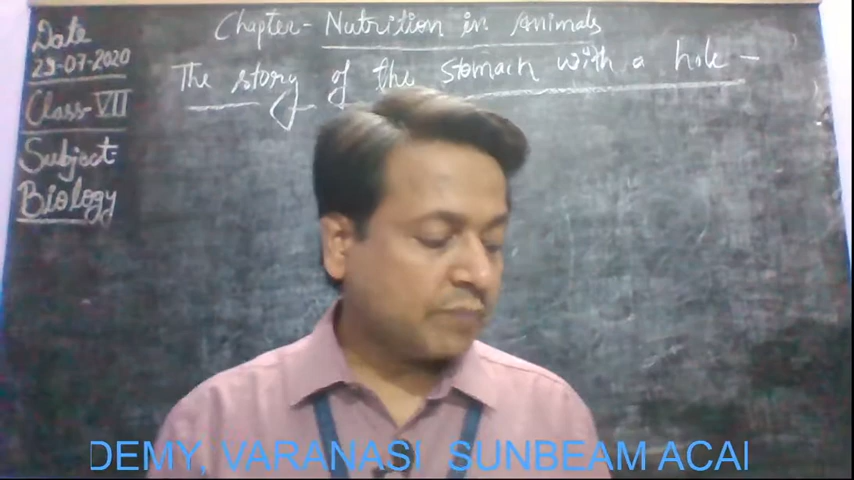 Date
29-07-2020
Class-VII
Subject-
Biology
Chapter- Nutrition in Animals
The story of the stomach with a hole -
DEMY, VARANASI SUNBEAM ACAI